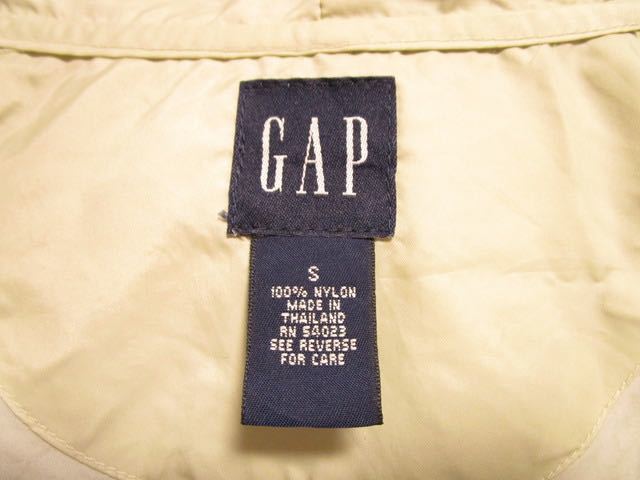 GAP
S
100% NYLON
MADE IN
THAILAND
RN 54023
SEE REVERSE
FOR CARE